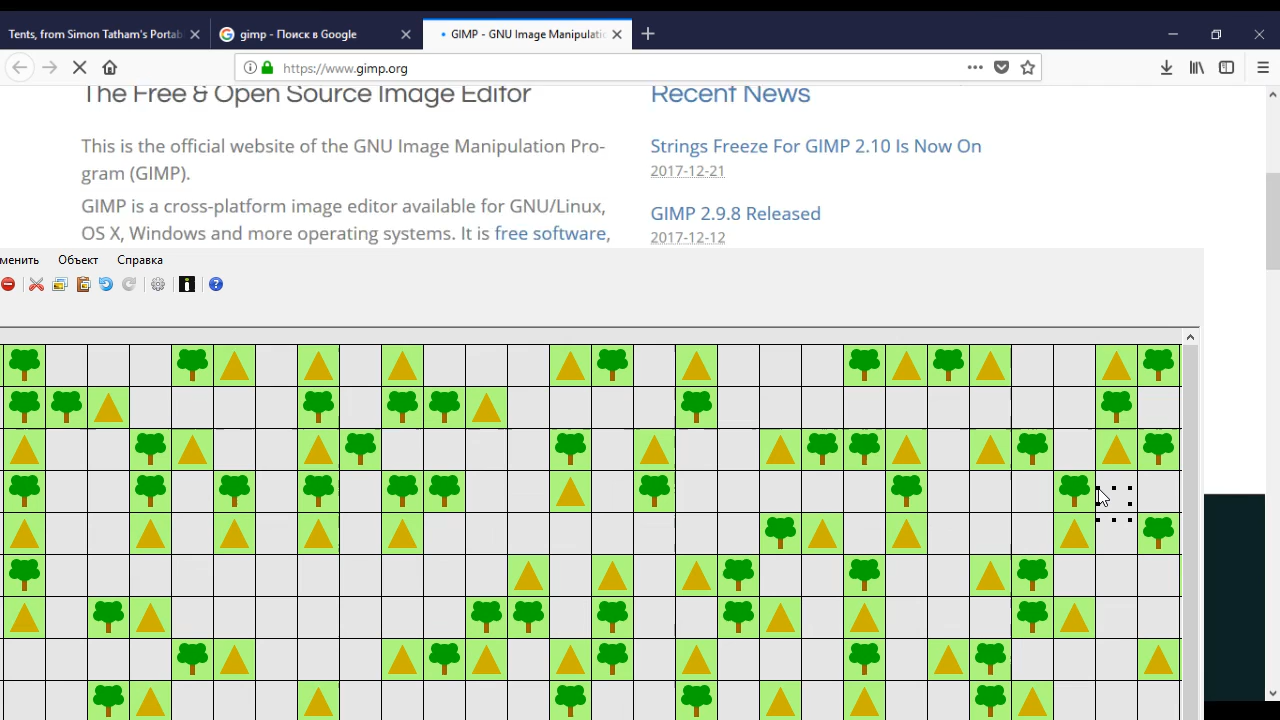 Tents, from Simon Tatham's Portab
gimp - Поиск в Google
GIMP - GNU Image Manipulatio
https://www.gimp.org
The Free & Open Source Image Editor
Recent News
This is the official website of the GNU Image Manipulation Pro-
gram (GIMP).
GIMP is a cross-platform image editor available for GNU/Linux,
OS X, Windows and more operating systems. It is free software,
Strings Freeze For GIMP 2.10 Is Now On
2017-12-21
GIMP 2.9.8 Released
2017-12-12
менить Объект Справка